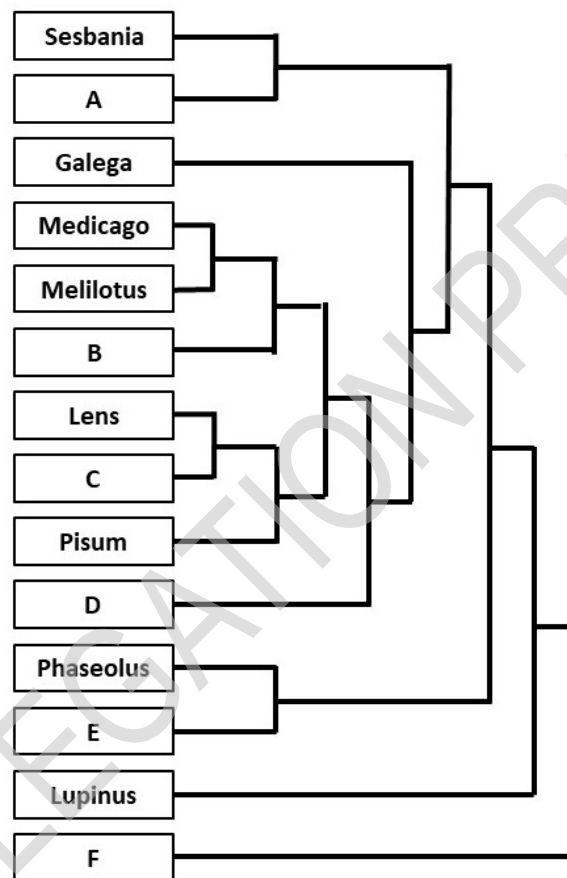 Sesbania
A
Galega
Medicago
Melilotus
B
Lens
C
Pisum
D
Phaseolus
E
Lupinus
F